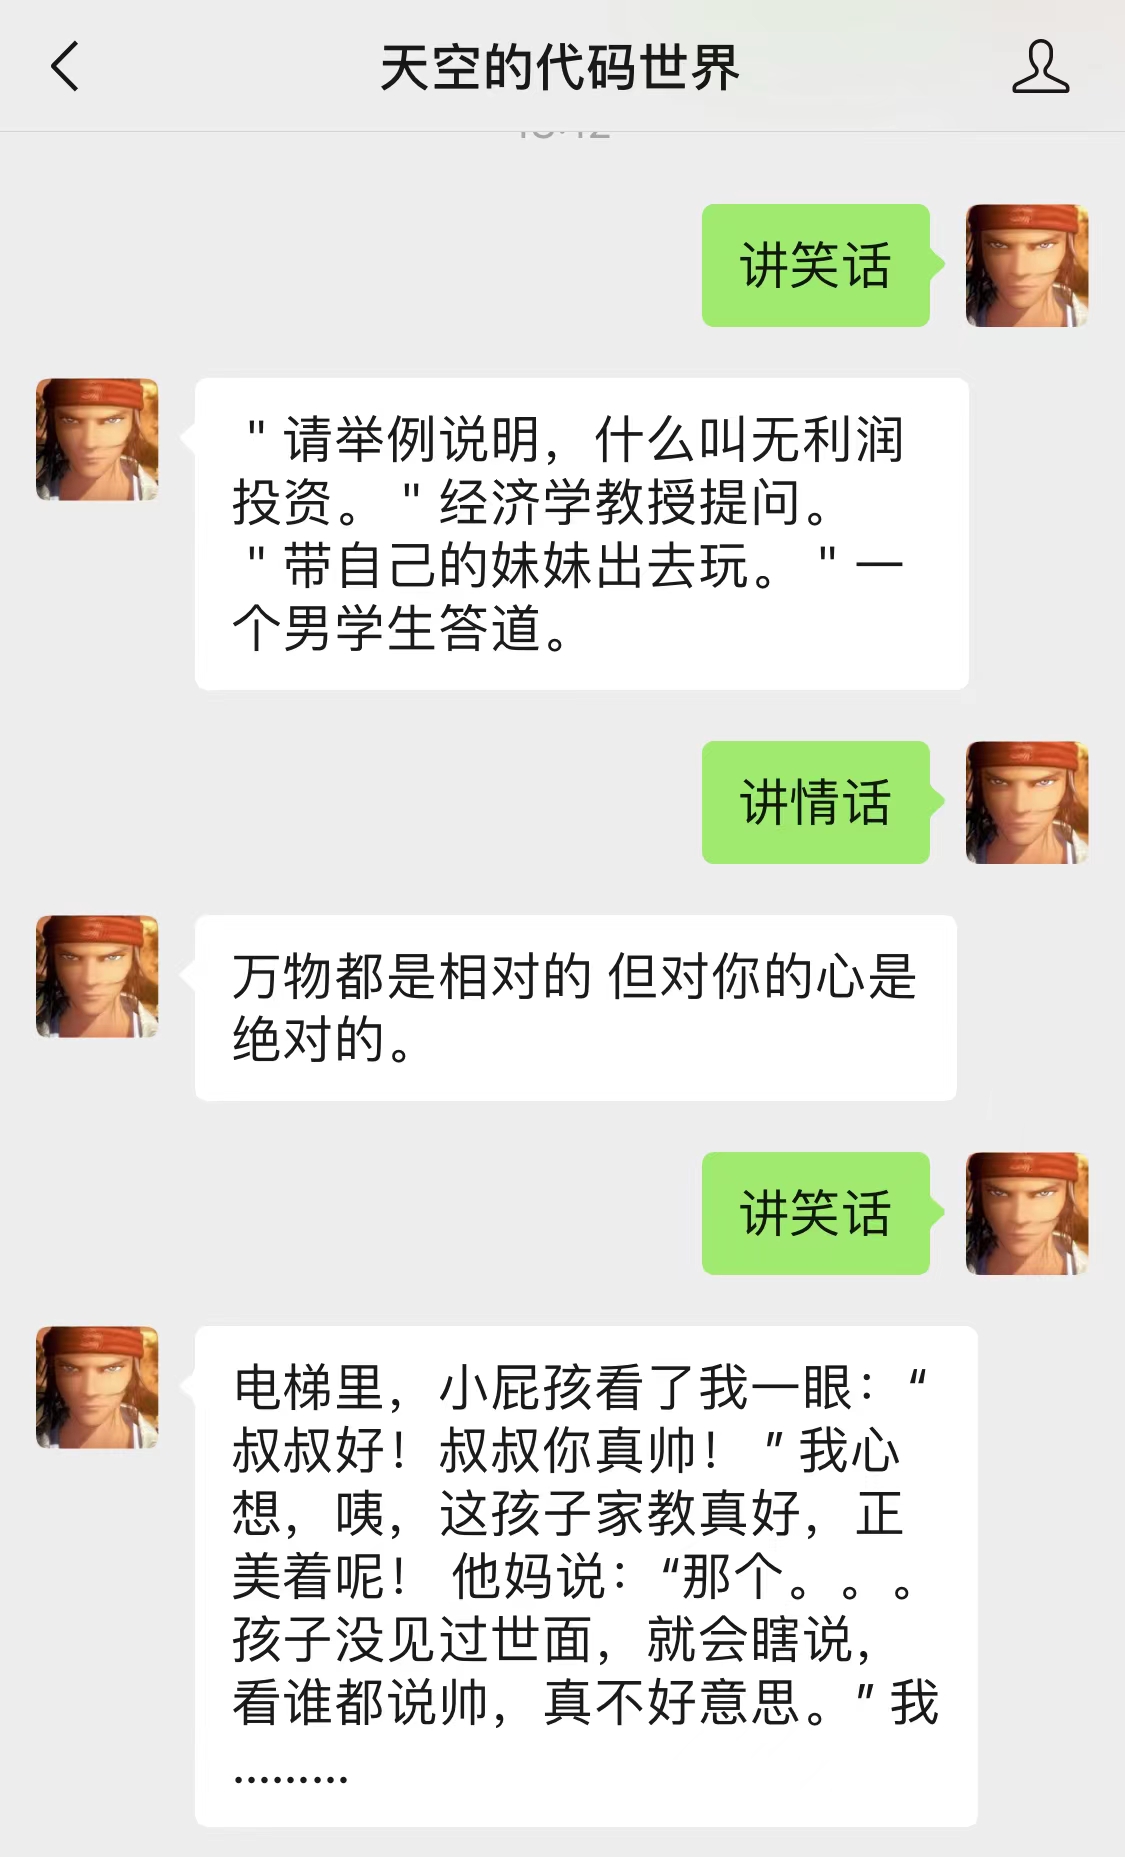 天空的代码世界
讲笑话
"请举例说明，什么叫无利润
投资。"经济学教授提问。
"带自己的妹妹出去玩。"一
个男学生答道。
讲情话
万物都是相对的 但对你的心是
绝对的。
讲笑话
电梯里，小屁孩看了我一眼：“
叔叔好！叔叔你真帅！”我心
想，咦，这孩子家教真好，正
美着呢！ 他妈说：“那个。。。
孩子没见过世面，就会瞎说，
看谁都说帅，真不好意思。”我
………